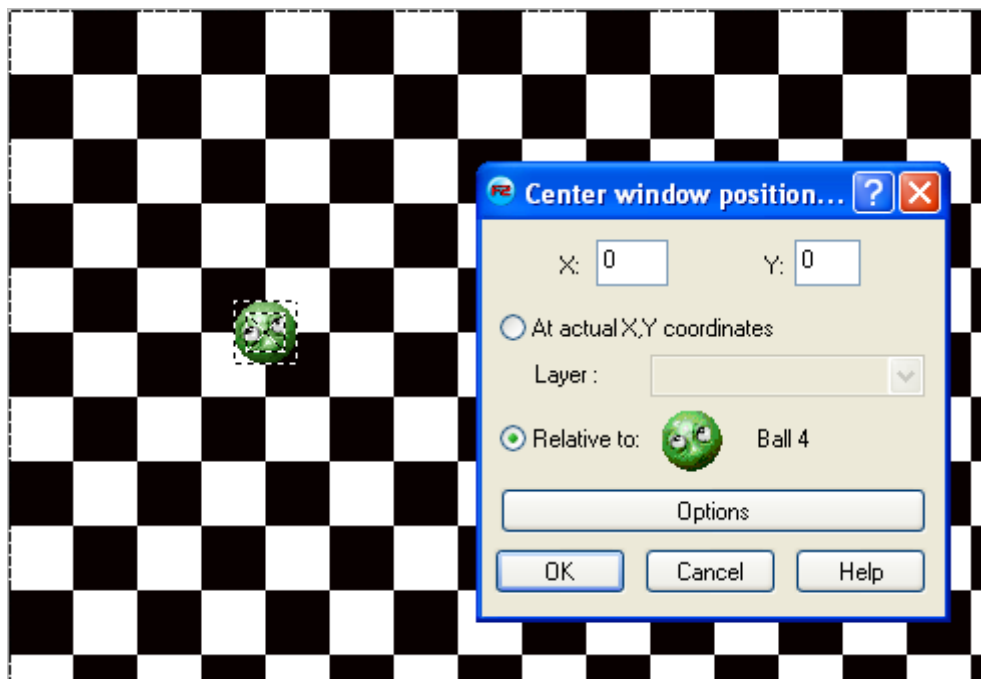 Center window position...
X: 0 Y: 0
At actual X,Y coordinates
Layer :
Relative to: Ball 4
Options
OK Cancel Help